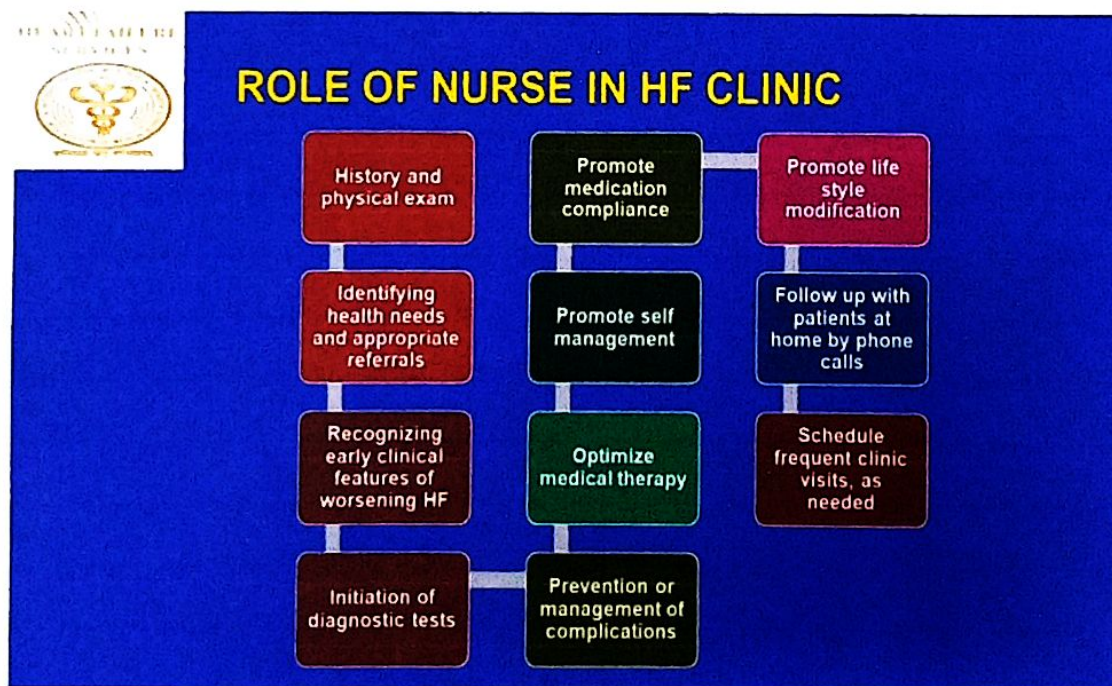 ROLE OF NURSE IN HF CLINIC
History and
physical exam
Identifying
health needs
and appropriate
referrals
Recognizing
early clinical
features of
worsening HF
Initiation of
diagnostic tests
Prevention or
management of
complications
Optimize
medical therapy
Promote self
management
Promote
medication
compliance
Promote life
style
modification
Follow up with
patients at
home by phone
calls
Schedule
frequent clinic
visits, as
needed